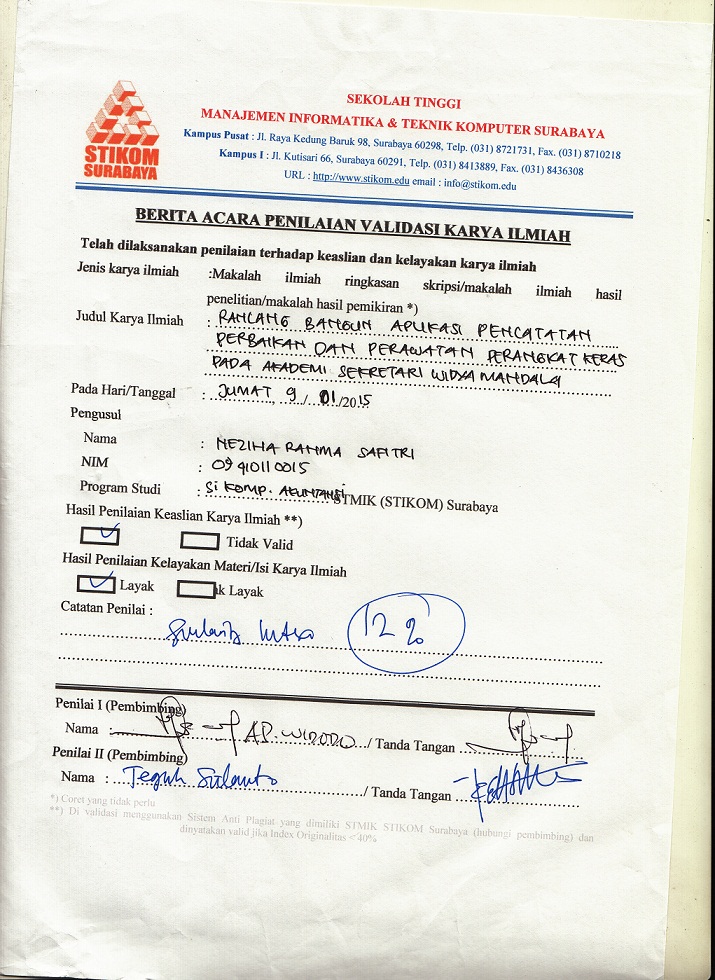 STIKOM
SURABAYA
SEKOLAH TINGGI
MANAJEMEN INFORMATIKA & TEKNIK KOMPUTER SURABAYA
Kampus Pusat : Jl. Raya Kedung Baruk 98, Surabaya 60298, Telp. (031) 8721731, Fax. (031) 8710218
Kampus I : Jl. Kutisari 66, Surabaya 60291, Telp. (031) 8413889, Fax. (031) 8436308
URL : http://www.stikom.edu email : info@stikom.edu
BERITA ACARA PENILAIAN VALIDASI KARYA ILMIAH
Telah dilaksanakan penilaian terhadap keaslian dan kelayakan karya ilmiah
Jenis karya ilmiah :Makalah ilmiah ringkasan skripsi/makalah ilmiah hasil
penelitian/makalah hasil pemikiran *)
Judul Karya Ilmiah : RANCANG BANGUN APLIKASI PENCATATAN
PERBAIKAN DAN PERAWATAN PERANGKAT KERAS
PADA AKADEMI SEKRETARI WIDYA MANDALA
Pada Hari/Tanggal : JUMAT, 9 / 01 /2015
Pengusul
Nama : NEZIHA RAHMA SAFITRI
NIM : 09410110015
Program Studi : S1 KOMP. AKUNTANSI STMIK (STIKOM) Surabaya
Hasil Penilaian Keaslian Karya Ilmiah **)
Tidak Valid
Hasil Penilaian Kelayakan Materi/Isi Karya Ilmiah
Layak k Layak
Catatan Penilai :
12 %
Penilai I (Pembimbing)
Nama : A.B. WIDODO / Tanda Tangan
Penilai II (Pembimbing)
Nama : Teguh Sutanto / Tanda Tangan
*) Coret yang tidak perlu
**) Di validasi menggunakan Sistem Anti Plagiat yang dimiliki STMIK STIKOM Surabaya (hubungi pembimbing) dan
dinyatakan valid jika Index Originalitas < 40%